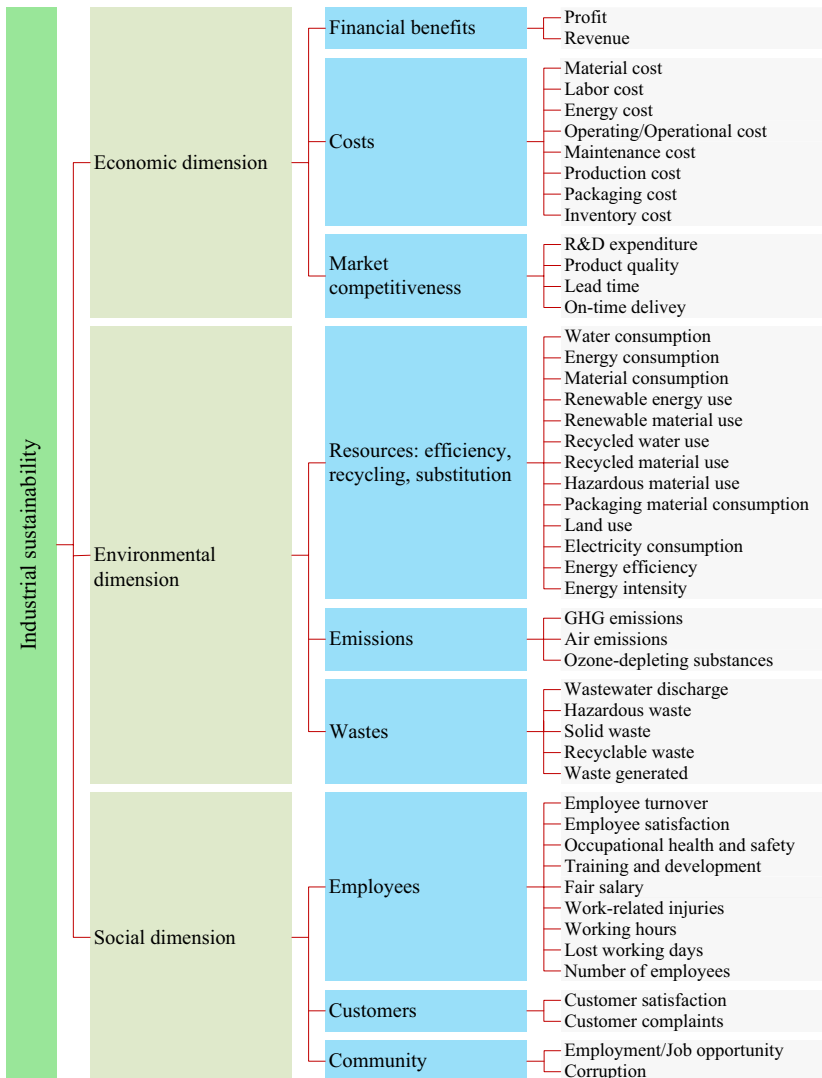 Industrial sustainability
Economic dimension
Financial benefits
Profit
Revenue
Costs
Material cost
Labor cost
Energy cost
Operating/Operational cost
Maintenance cost
Production cost
Packaging cost
Inventory cost
Market
competitiveness
R&D expenditure
Product quality
Lead time
On-time delivey
Environmental
dimension
Resources: efficiency,
recycling, substitution
Water consumption
Energy consumption
Material consumption
Renewable energy use
Renewable material use
Recycled water use
Recycled material use
Hazardous material use
Packaging material consumption
Land use
Electricity consumption
Energy efficiency
Energy intensity
Emissions
GHG emissions
Air emissions
Ozone-depleting substances
Wastes
Wastewater discharge
Hazardous waste
Solid waste
Recyclable waste
Waste generated
Social dimension
Employees
Employee turnover
Employee satisfaction
Occupational health and safety
Training and development
Fair salary
Work-related injuries
Working hours
Lost working days
Number of employees
Customers
Customer satisfaction
Customer complaints
Community
Employment/Job opportunity
Corruption